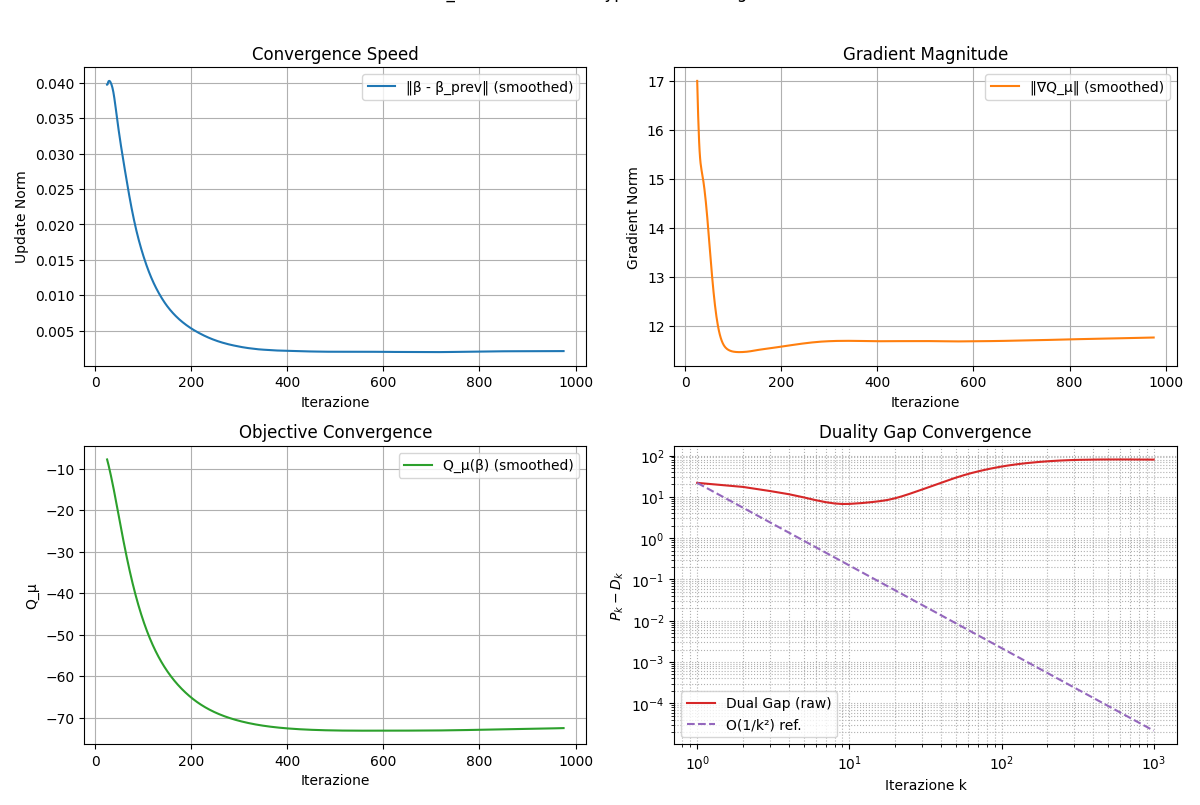 Convergence Speed
0.040
0.035
0.030
0.025
0.020
0.015
0.010
0.005
Update Norm
‖β - β_prev‖ (smoothed)
0 200 400 600 800 1000
Iterazione
Gradient Magnitude
17
16
15
14
13
12
Gradient Norm
‖∇Q_μ‖ (smoothed)
0 200 400 600 800 1000
Iterazione
Objective Convergence
−10
−20
−30
−40
−50
−60
−70
Q_μ
Q_μ(β) (smoothed)
0 200 400 600 800 1000
Iterazione
Duality Gap Convergence
10²
10¹
10⁰
10⁻¹
10⁻²
10⁻³
10⁻⁴
Pₖ − Dₖ
Dual Gap (raw)
O(1/k²) ref.
10⁰ 10¹ 10² 10³
Iterazione k